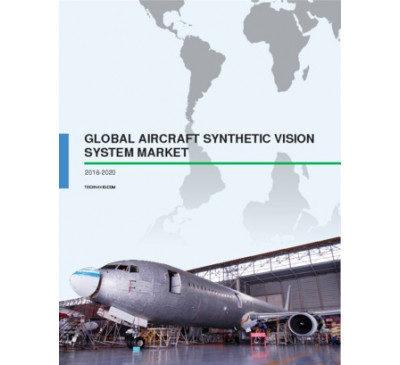 GLOBAL AIRCRAFT SYNTHETIC VISION
SYSTEM MARKET
2016-2020